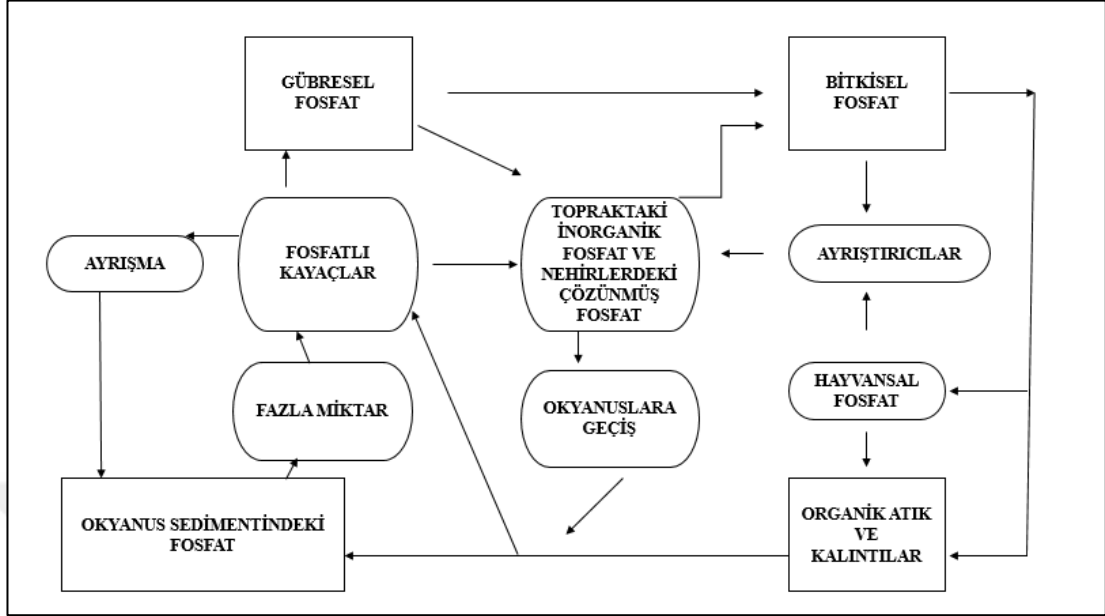 GÜBRESEL
FOSFAT
BİTKİSEL
FOSFAT
AYRIŞMA
FOSFATLI
KAYAÇLAR
TOPRAKTAKİ
İNORGANİK
FOSFAT VE
NEHİRLERDEKİ
ÇÖZÜNMÜŞ
FOSFAT
AYRIŞTIRICILAR
FAZLA MİKTAR
OKYANUSLARA
GEÇİŞ
HAYVANSAL
FOSFAT
OKYANUS SEDİMENTİNDEKİ
FOSFAT
ORGANİK ATIK
VE
KALINTILAR